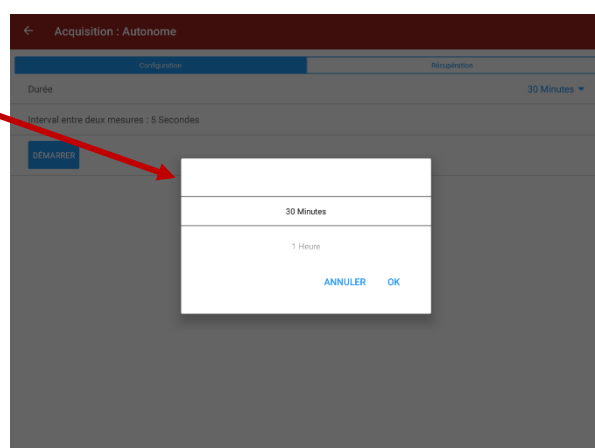 Acquisition : Autonome
Configuration Récupération
Durée 30 Minutes
Interval entre deux mesures : 5 Secondes
DÉMARRER
30 Minutes
1 Heure
ANNULER OK